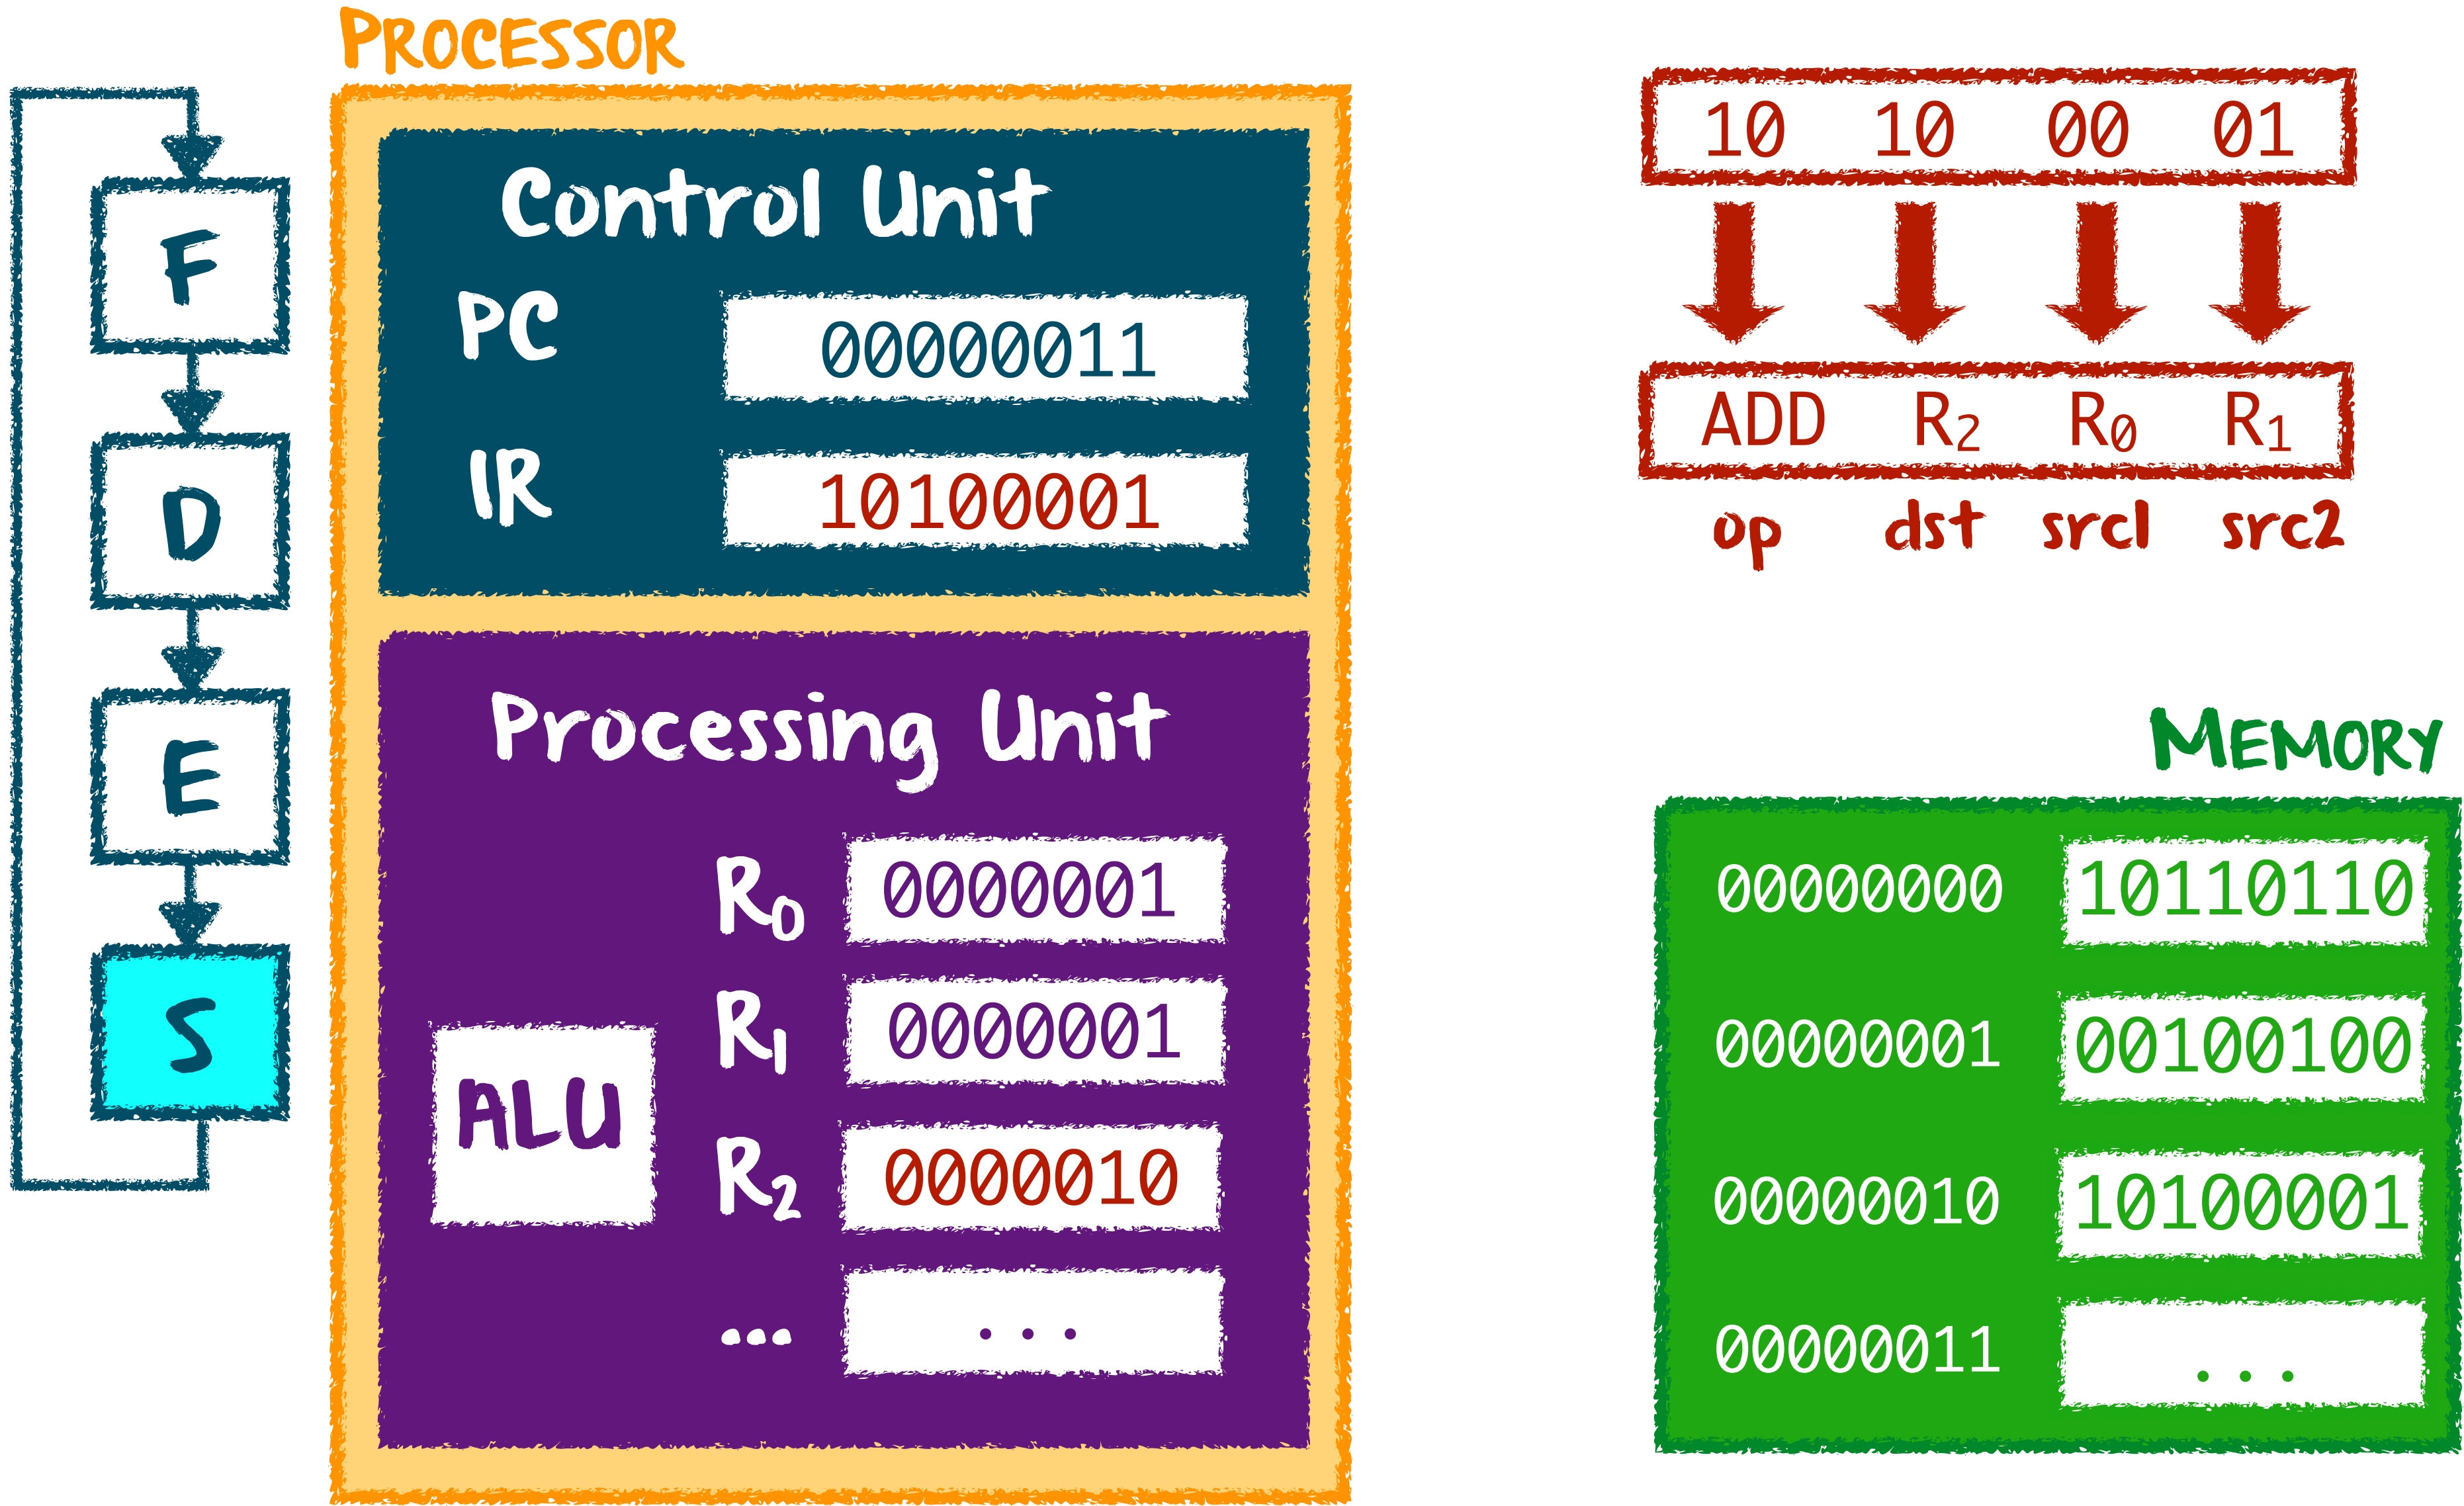 PROCESSOR
F
D
E
S
Control Unit
PC 00000011
IR 10100001
Processing Unit
ALU
R0 0000001
R1 0000001
R2 0000010
... ...
10 10 00 01
ADD R2 R0 R1
op dst src1 src2
MEMORY
00000000 10110110
00000001 00100100
00000010 10100001
00000011 ...